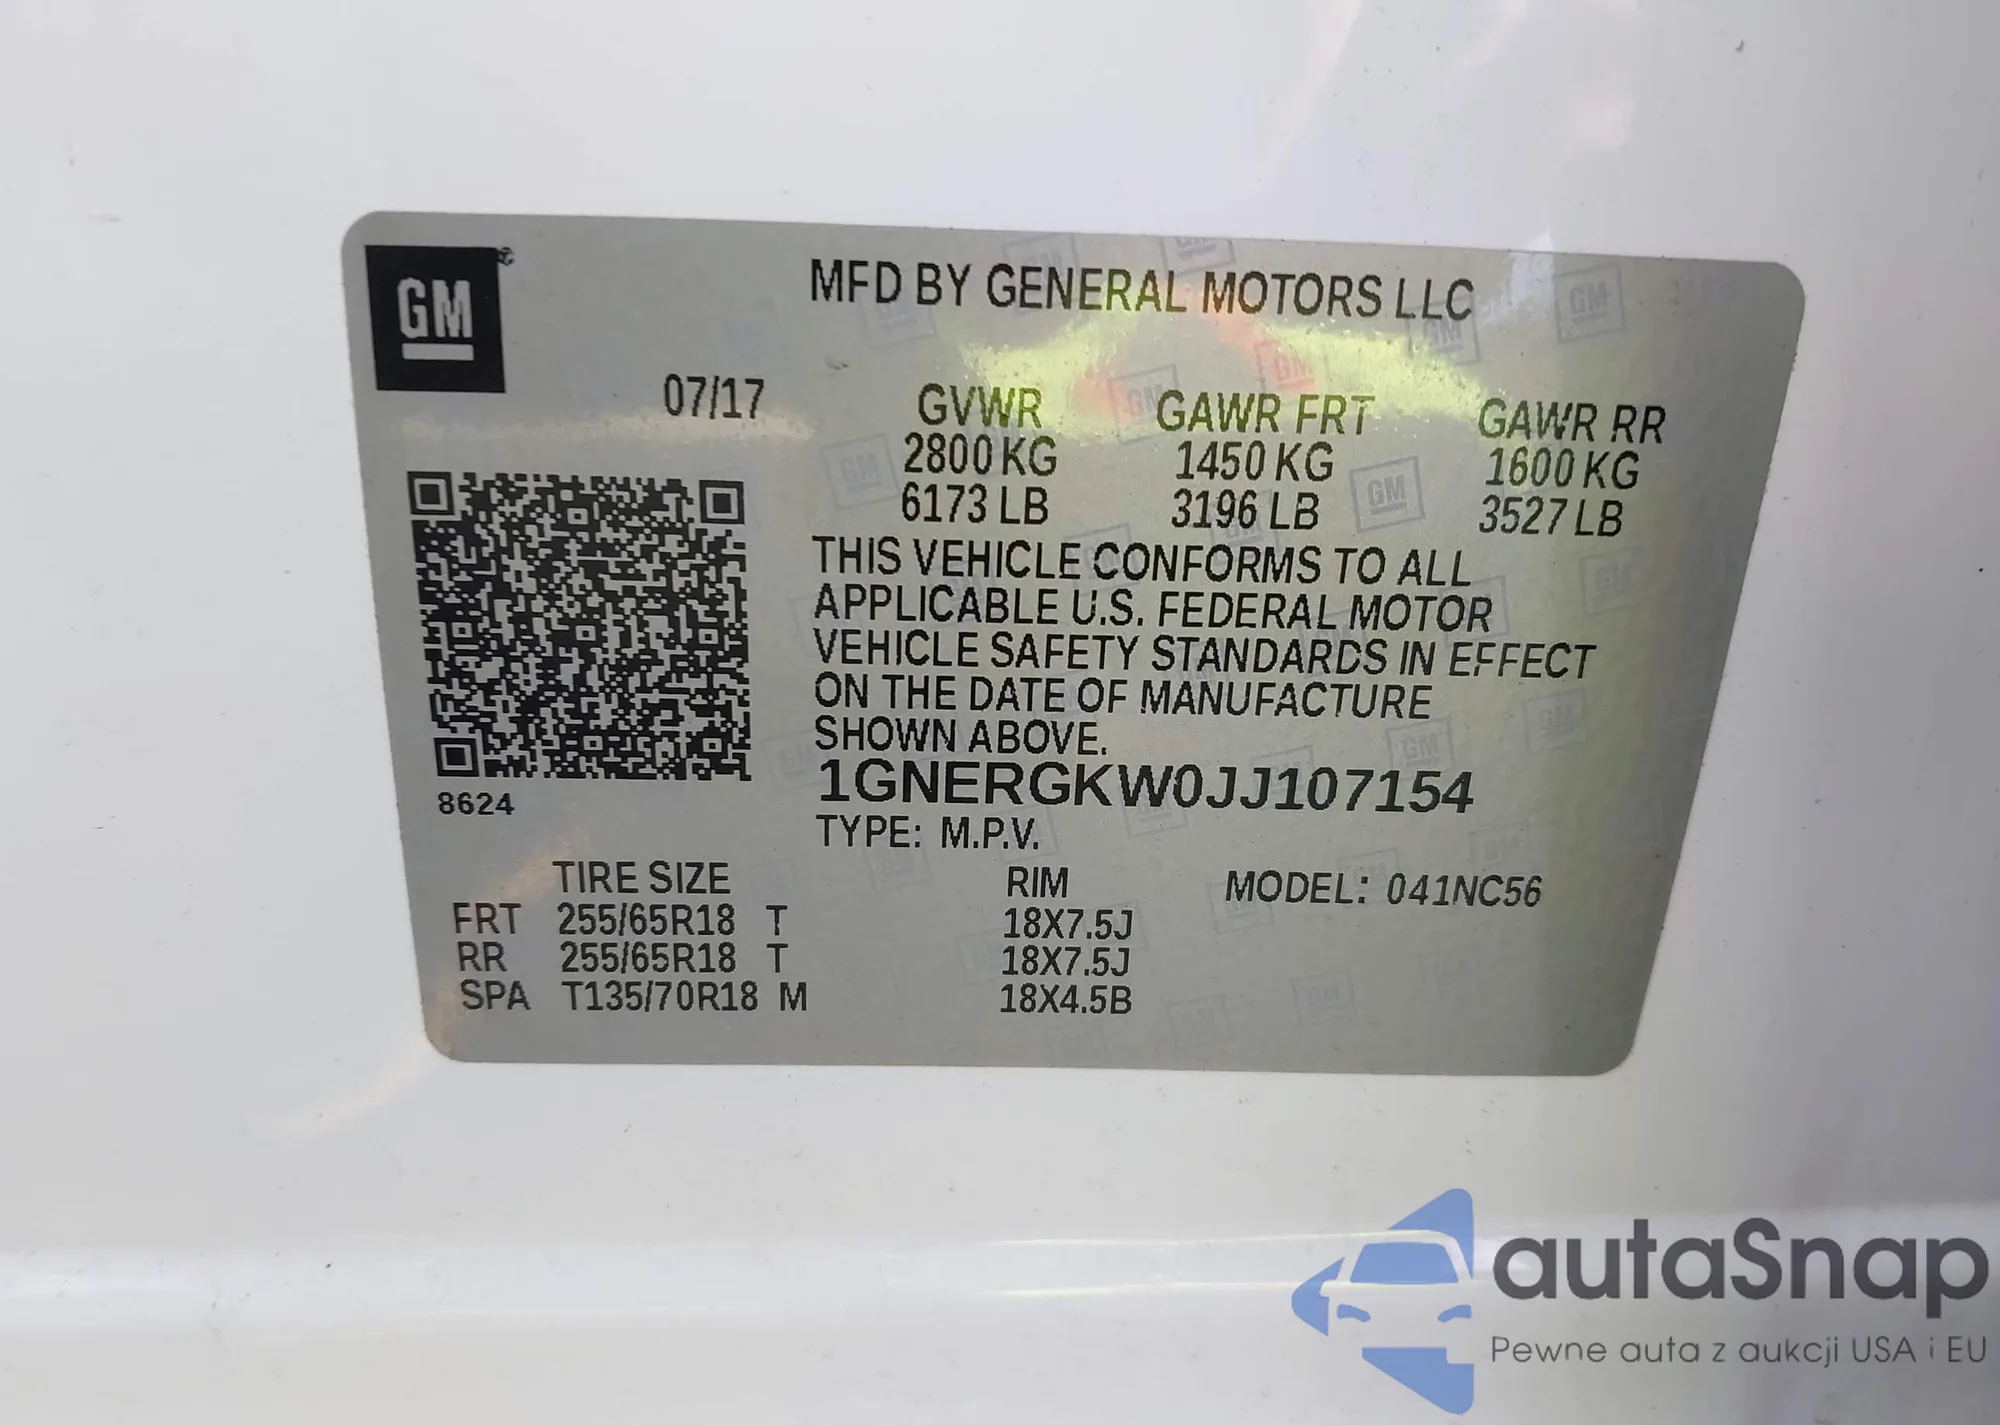 GM
MFD BY GENERAL MOTORS LLC
07/17 GVWR GAWR FRT GAWR RR
2800 KG 1450 KG 1600 KG
6173 LB 3196 LB 3527 LB
THIS VEHICLE CONFORMS TO ALL
APPLICABLE U.S. FEDERAL MOTOR
VEHICLE SAFETY STANDARDS IN EFFECT
ON THE DATE OF MANUFACTURE
SHOWN ABOVE.
1GNERGKW0JJ107154
8624
TYPE: M.P.V.
TIRE SIZE RIM MODEL: 041NC56
FRT 255/65R18 T 18X7.5J
RR 255/65R18 T 18X7.5J
SPA T135/70R18 M 18X4.5B
autaSnap
Pewne auta z aukcji USA i EU